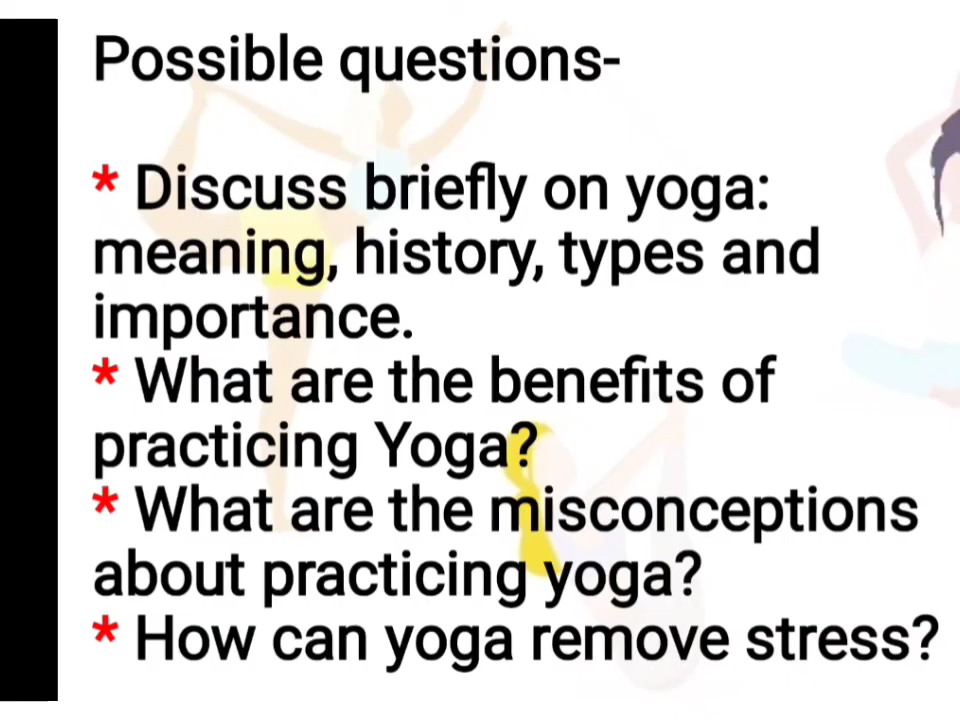 Possible questions-
* Discuss briefly on yoga:
meaning, history, types and
importance.
* What are the benefits of
practicing Yoga?
* What are the misconceptions
about practicing yoga?
* How can yoga remove stress?